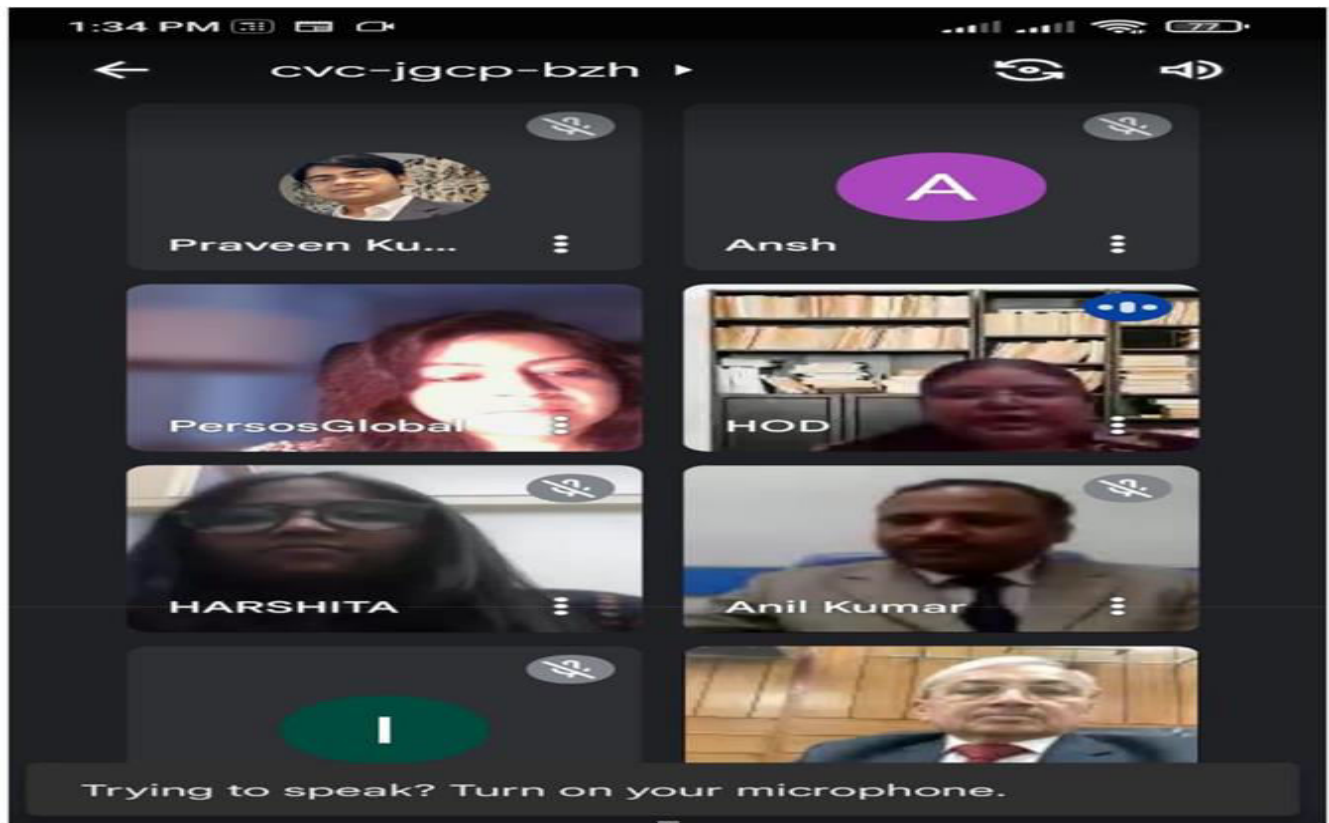 1:34 PM 77
cvc-jgcp-bzh
Praveen Ku... Ansh
A
PersosGlobal HOD
HARSHITA Anil Kumar
I
Trying to speak? Turn on your microphone.